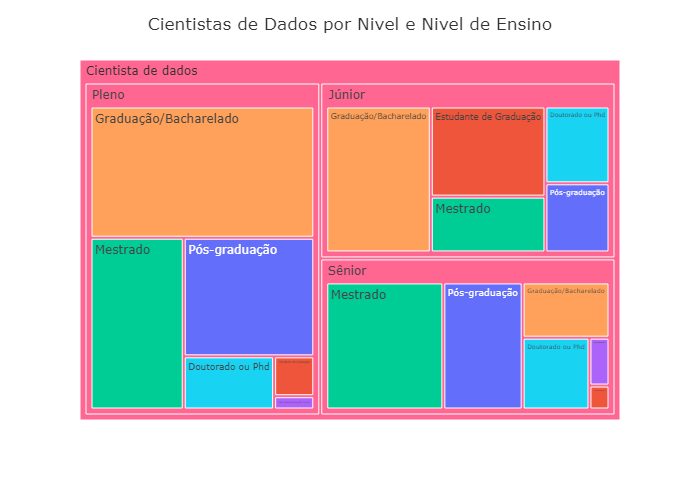 Cientistas de Dados por Nivel e Nivel de Ensino
Cientista de dados
Pleno
Graduação/Bacharelado
Mestrado
Pós-graduação
Doutorado ou Phd
Júnior
Graduação/Bacharelado
Estudante de Graduação
Mestrado
Doutorado ou Phd
Pós-graduação
Sênior
Mestrado
Pós-graduação
Graduação/Bacharelado
Doutorado ou Phd